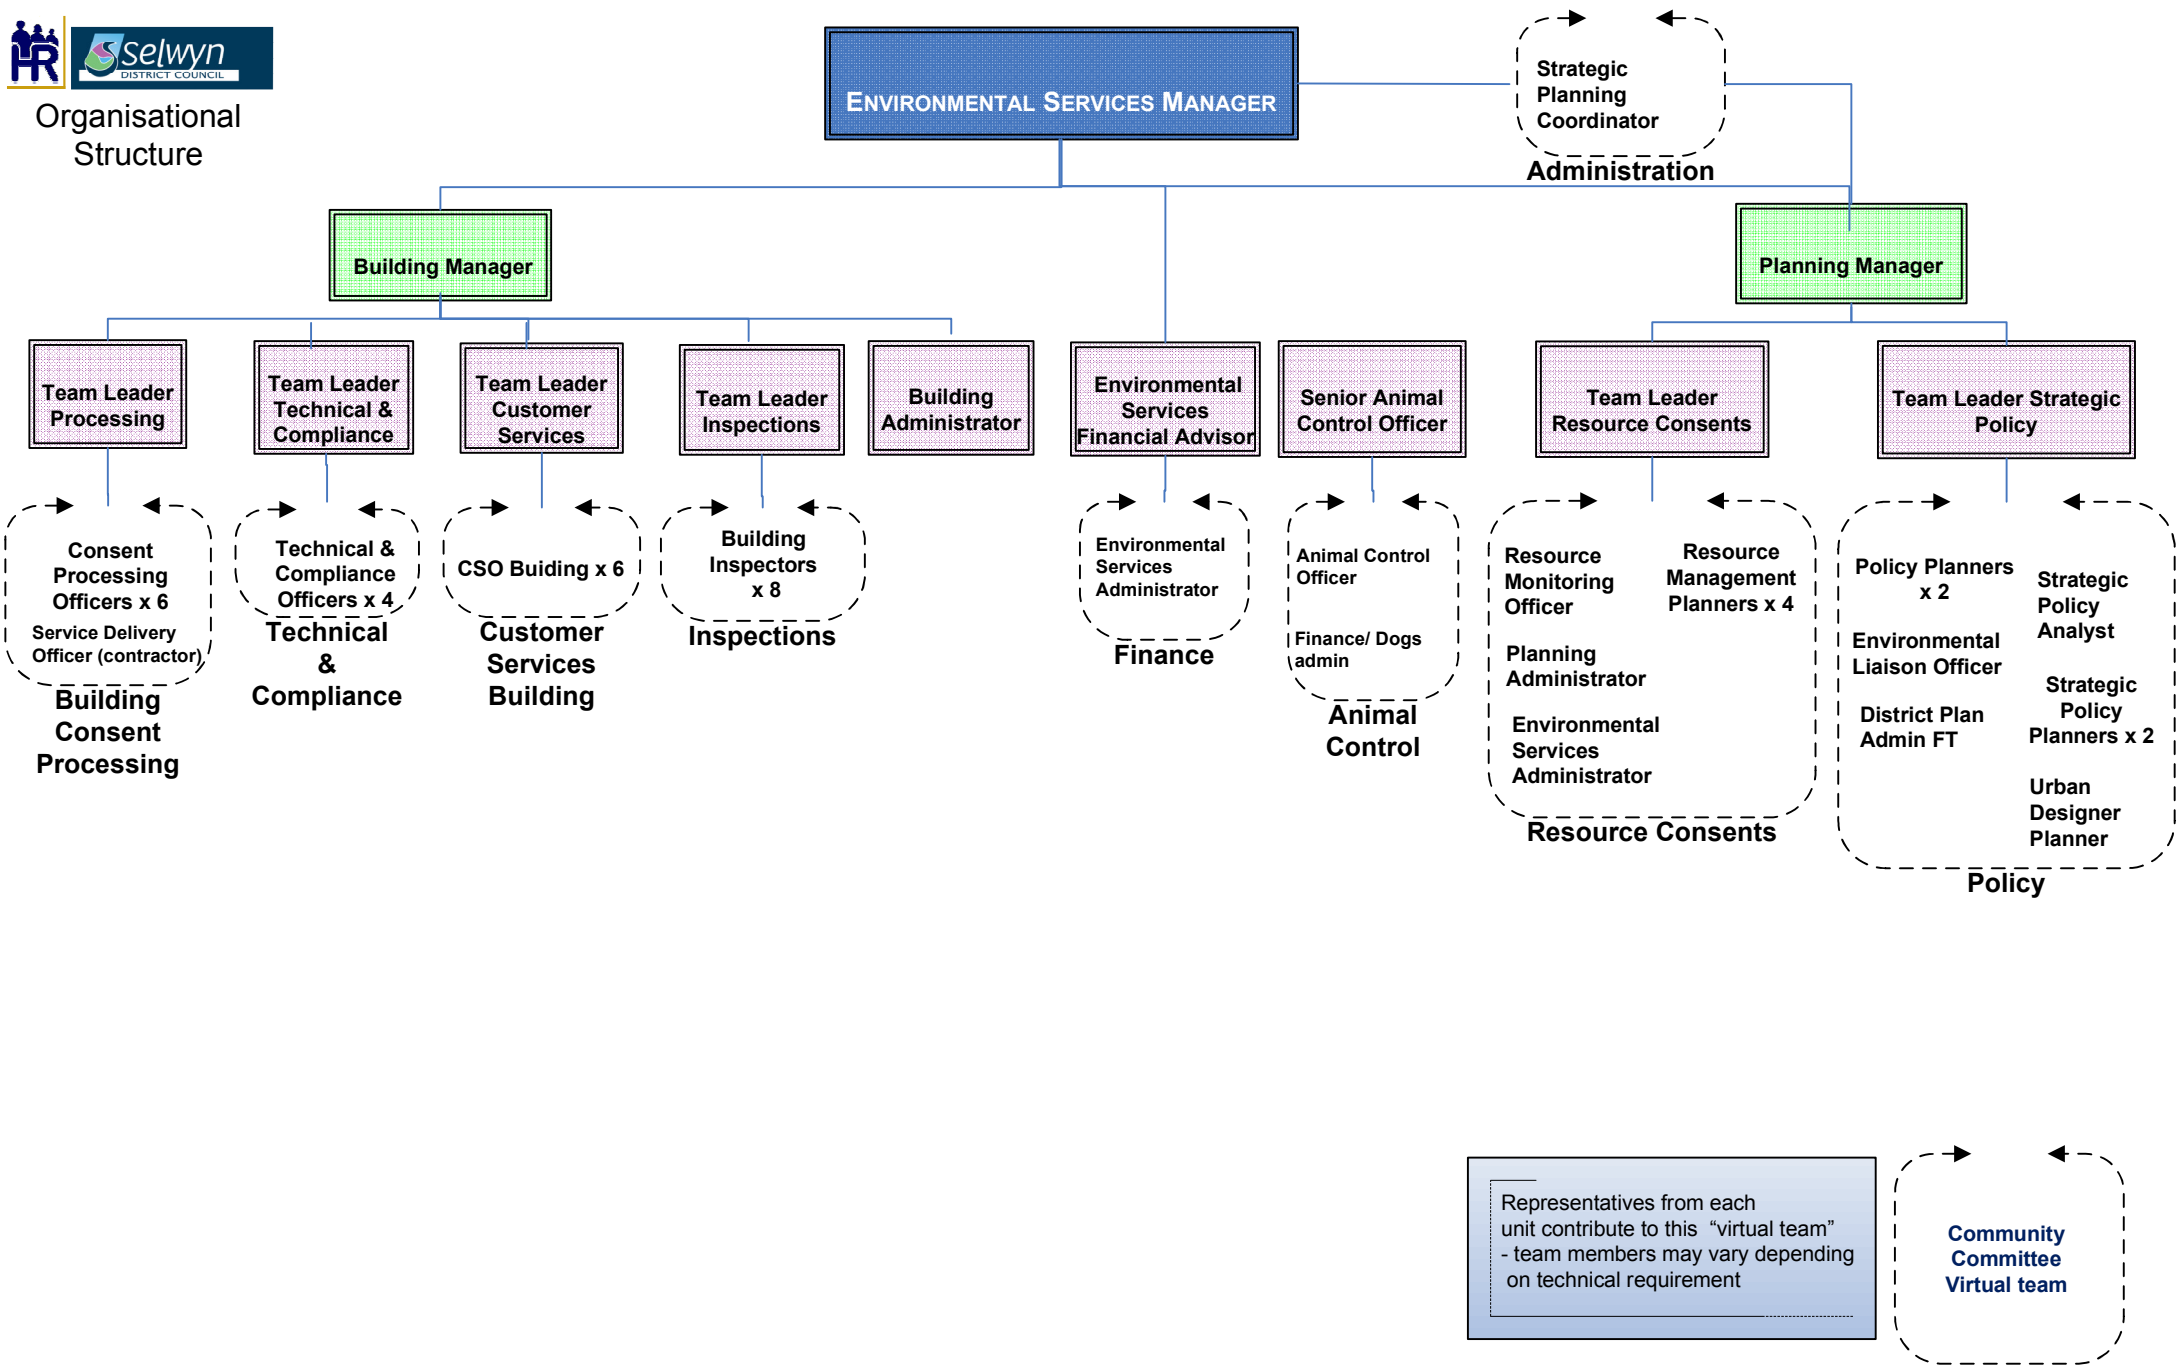 HR
Selwyn
DISTRICT COUNCIL
Organisational
Structure
ENVIRONMENTAL SERVICES MANAGER
Strategic
Planning
Coordinator
Administration
Building Manager
Planning Manager
Team Leader
Processing
Team Leader
Technical &
Compliance
Team Leader
Customer
Services
Team Leader
Inspections
Building
Administrator
Environmental
Services
Financial Advisor
Senior Animal
Control Officer
Team Leader
Resource Consents
Team Leader Strategic
Policy
Consent
Processing
Officers x 6
Service Delivery
Officer (contractor)
Building
Consent
Processing
Technical &
Compliance
Officers x 4
Technical
&
Compliance
CSO Buiding x 6
Customer
Services
Building
Building
Inspectors
x 8
Inspections
Environmental
Services
Administrator
Finance
Animal Control
Officer
Finance/ Dogs
admin
Animal
Control
Resource
Monitoring
Officer
Planning
Administrator
Environmental
Services
Administrator
Resource
Management
Planners x 4
Resource Consents
Policy Planners
x 2
Environmental
Liaison Officer
District Plan
Admin FT
Strategic
Policy
Analyst
Strategic
Policy
Planners x 2
Urban
Designer
Planner
Policy
Representatives from each
unit contribute to this “virtual team”
- team members may vary depending
on technical requirement
Community
Committee
Virtual team